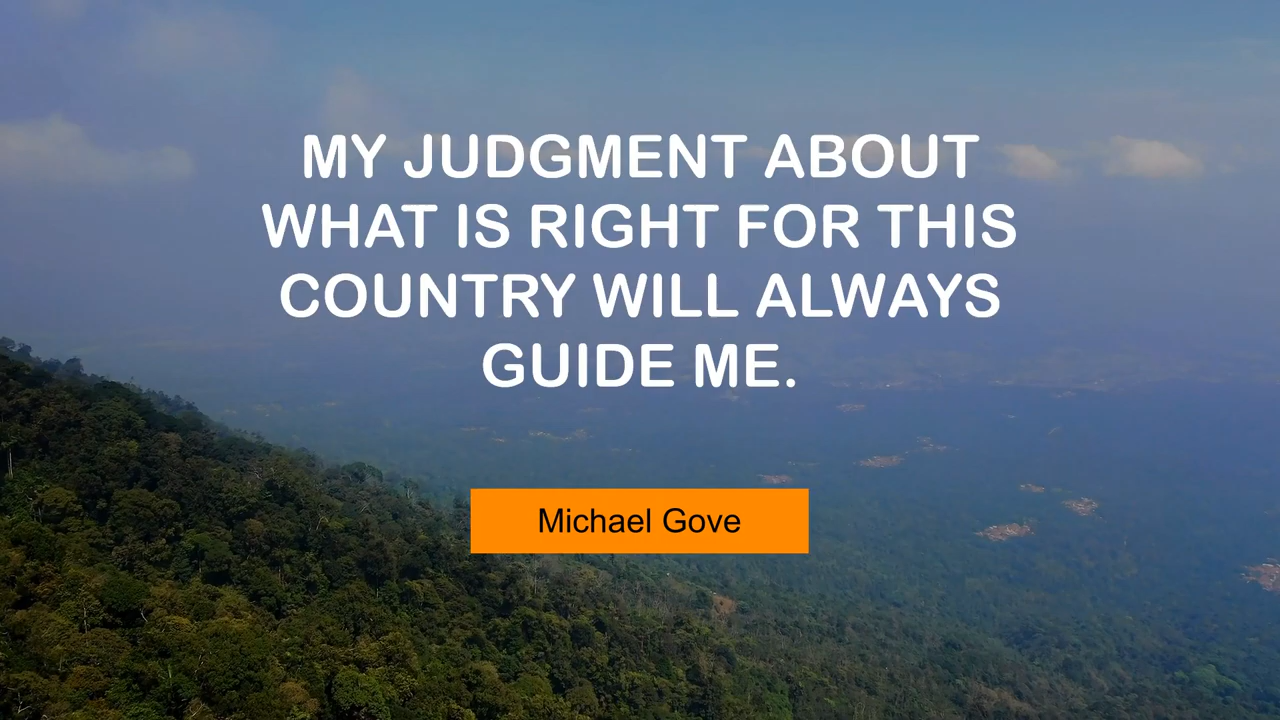 MY JUDGMENT ABOUT
WHAT IS RIGHT FOR THIS
COUNTRY WILL ALWAYS
GUIDE ME.
Michael Gove